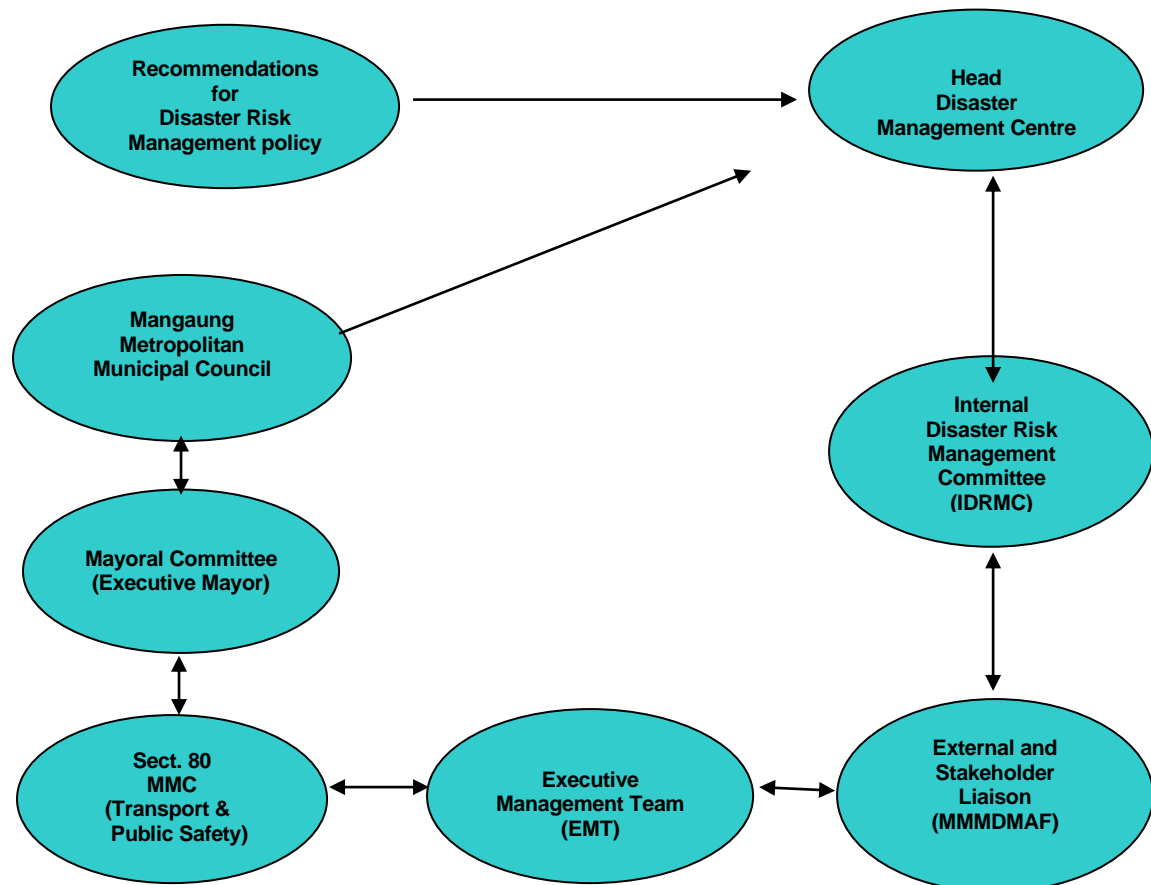 Recommendations
for
Disaster Risk
Management policy
Head
Disaster
Management Centre
Mangaung
Metropolitan
Municipal Council
Internal
Disaster Risk
Management
Committee
(IDRMC)
Mayoral Committee
(Executive Mayor)
Sect. 80
MMC
(Transport &
Public Safety)
Executive
Management Team
(EMT)
External and
Stakeholder
Liaison
(MMMDMAF)